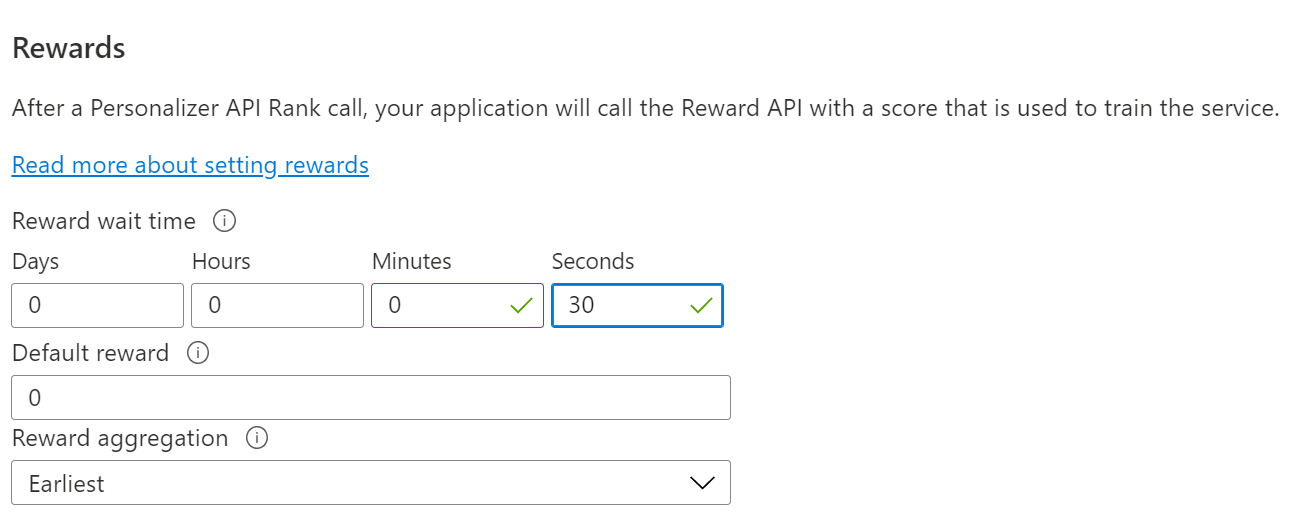 Rewards
After a Personalizer API Rank call, your application will call the Reward API with a score that is used to train the service.
Read more about setting rewards
Reward wait time
Days Hours Minutes Seconds
0 0 0 30
Default reward
0
Reward aggregation
Earliest